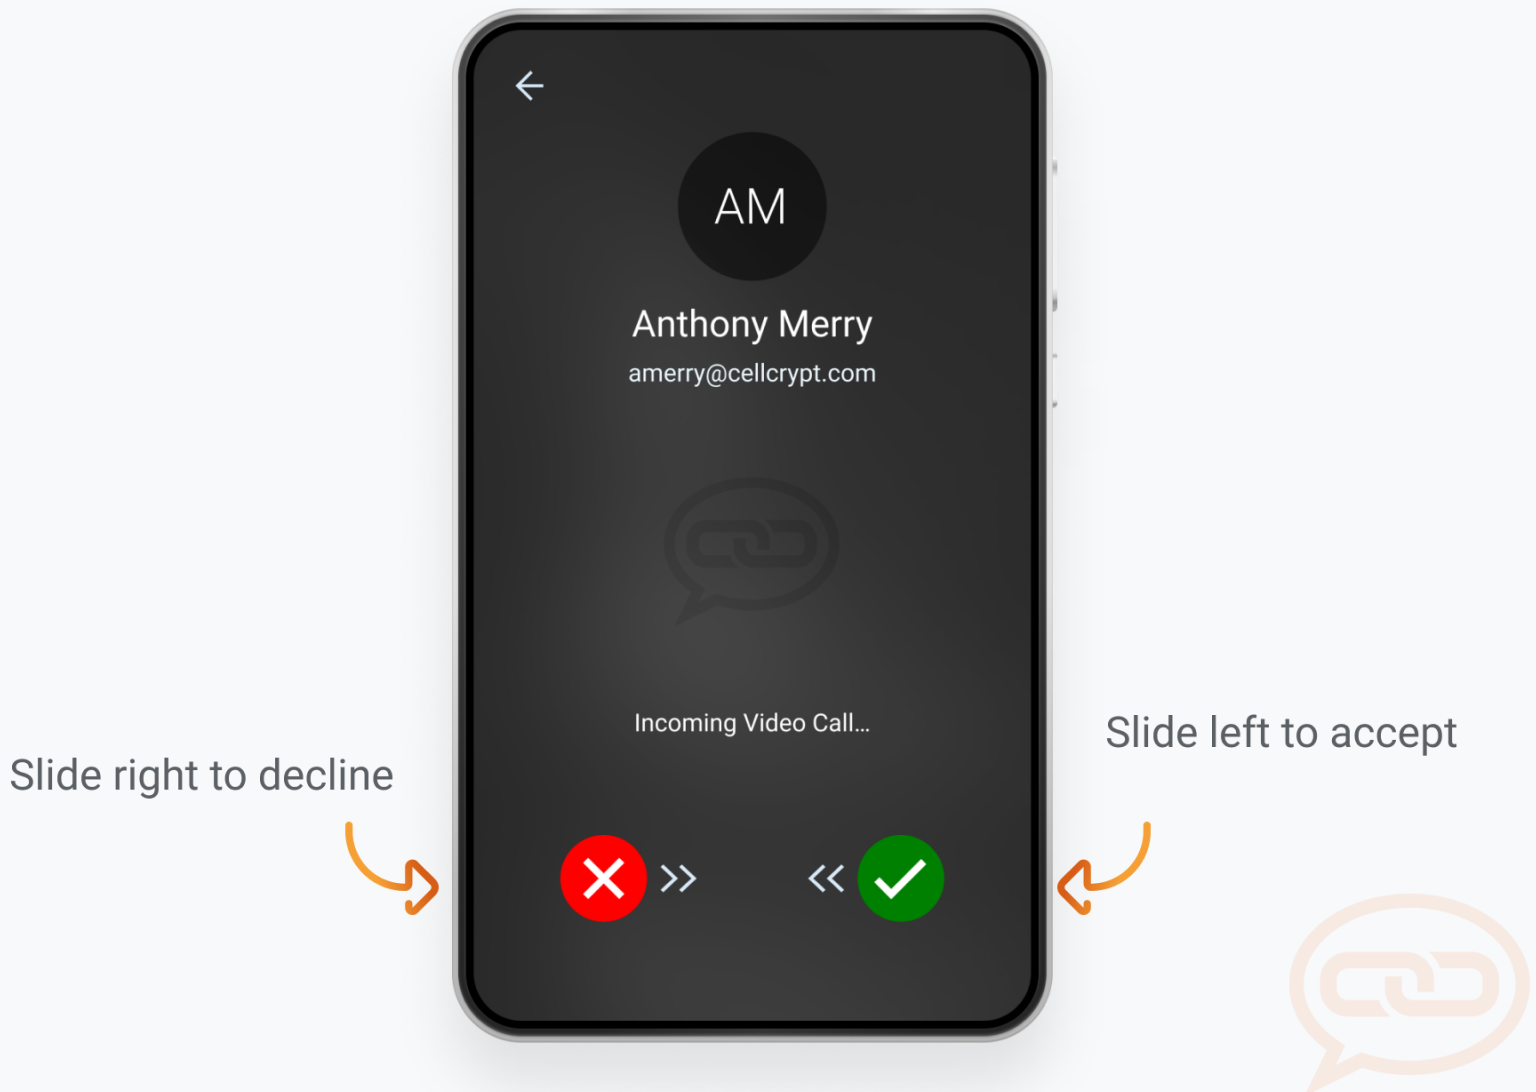 AM
Anthony Merry
amerry@cellcrypt.com
Incoming Video Call...
Slide right to decline
Slide left to accept